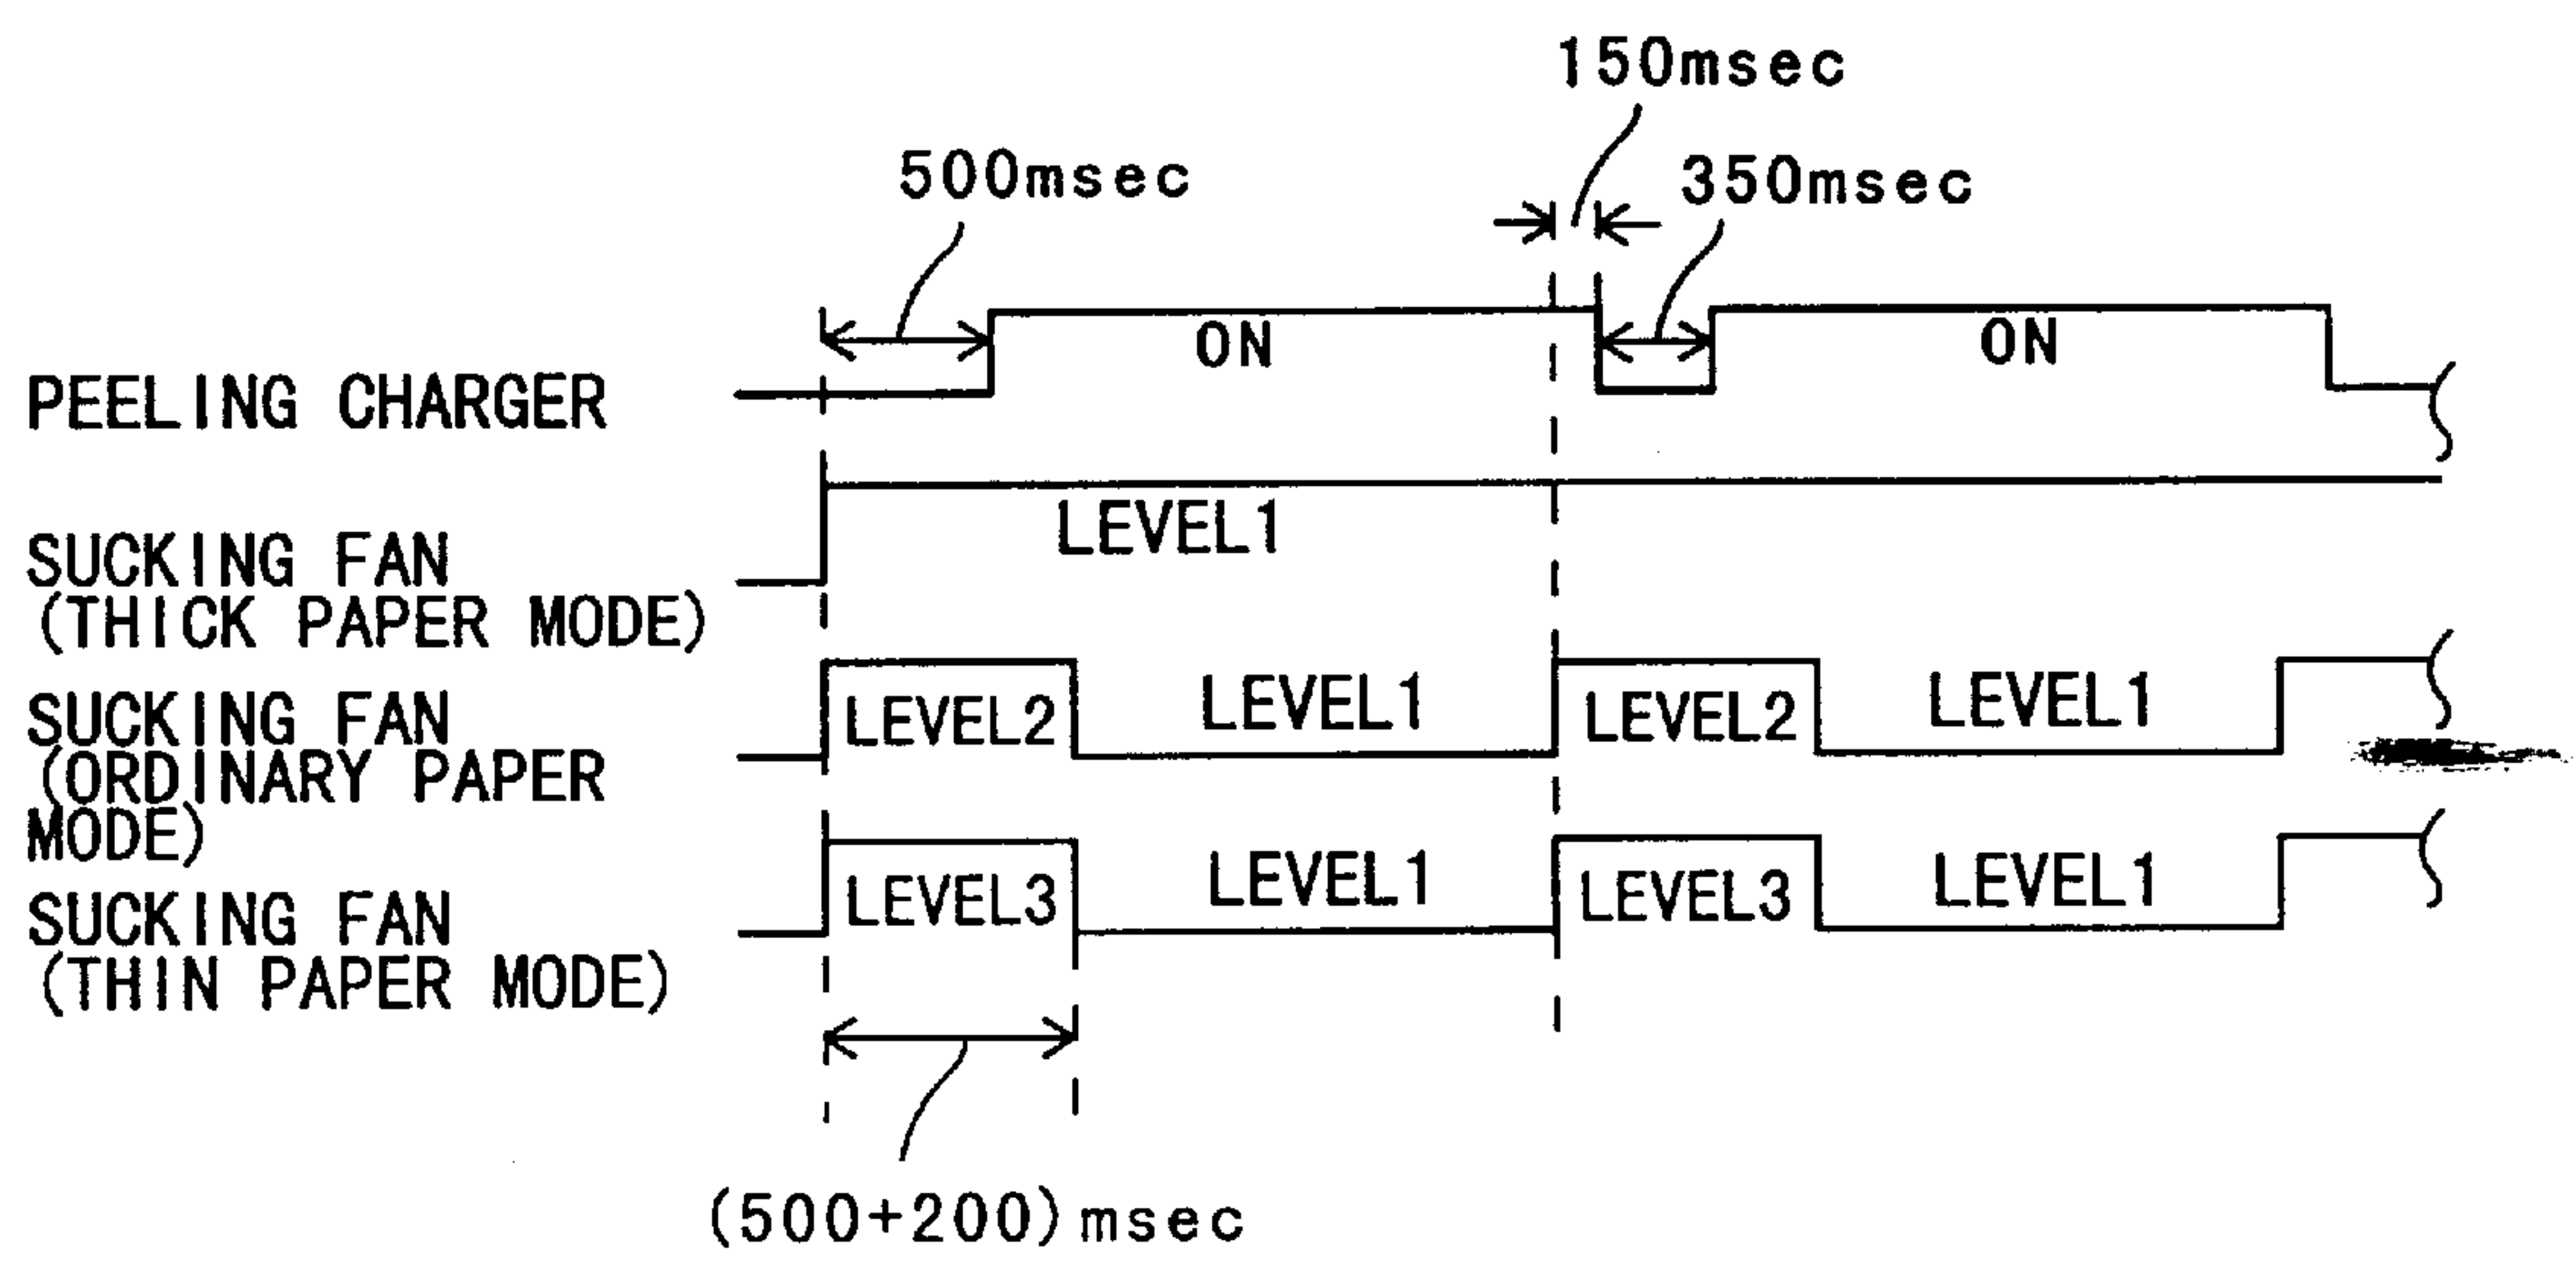 150msec
500msec
350msec
ON
ON
PEELING CHARGER
LEVEL1
SUCKING FAN
(THICK PAPER MODE)
LEVEL2
LEVEL1
LEVEL2
LEVEL1
SUCKING FAN
(ORDINARY PAPER
MODE)
LEVEL3
LEVEL1
LEVEL3
LEVEL1
SUCKING FAN
(THIN PAPER MODE)
(500+200)msec